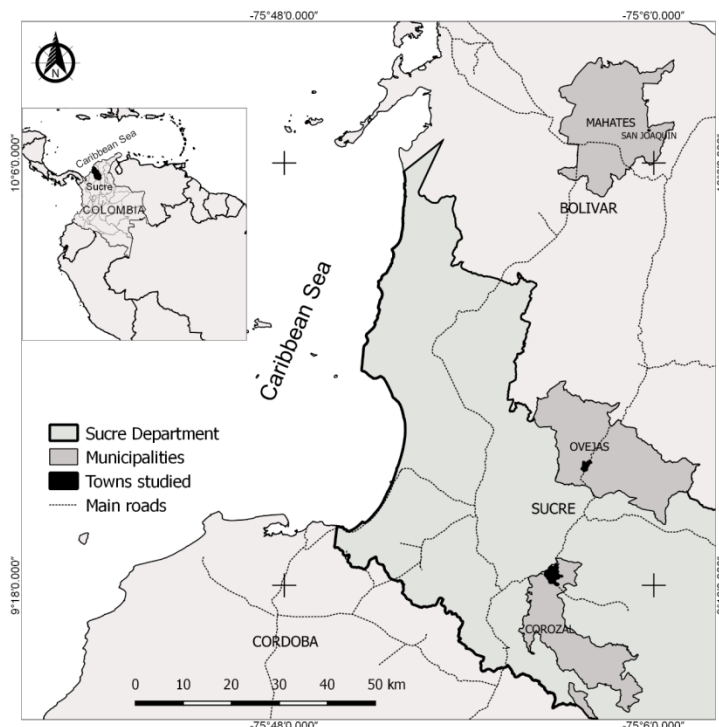 -75°48'0.000"
-75°6'0.000"
N
10°6'0.000"
Caribbean Sea
Sucre
COLOMBIA
MAHATES
SAN JOAQUIN
BOLIVAR
Caribbean Sea
Sucre Department
Municipalities
Towns studied
Main roads
OVEJAS
SUCRE
9°18'0.000"
COROZAL
CORDOBA
0 10 20 30 40 50 km
-75°48'0.000"
-75°6'0.000"